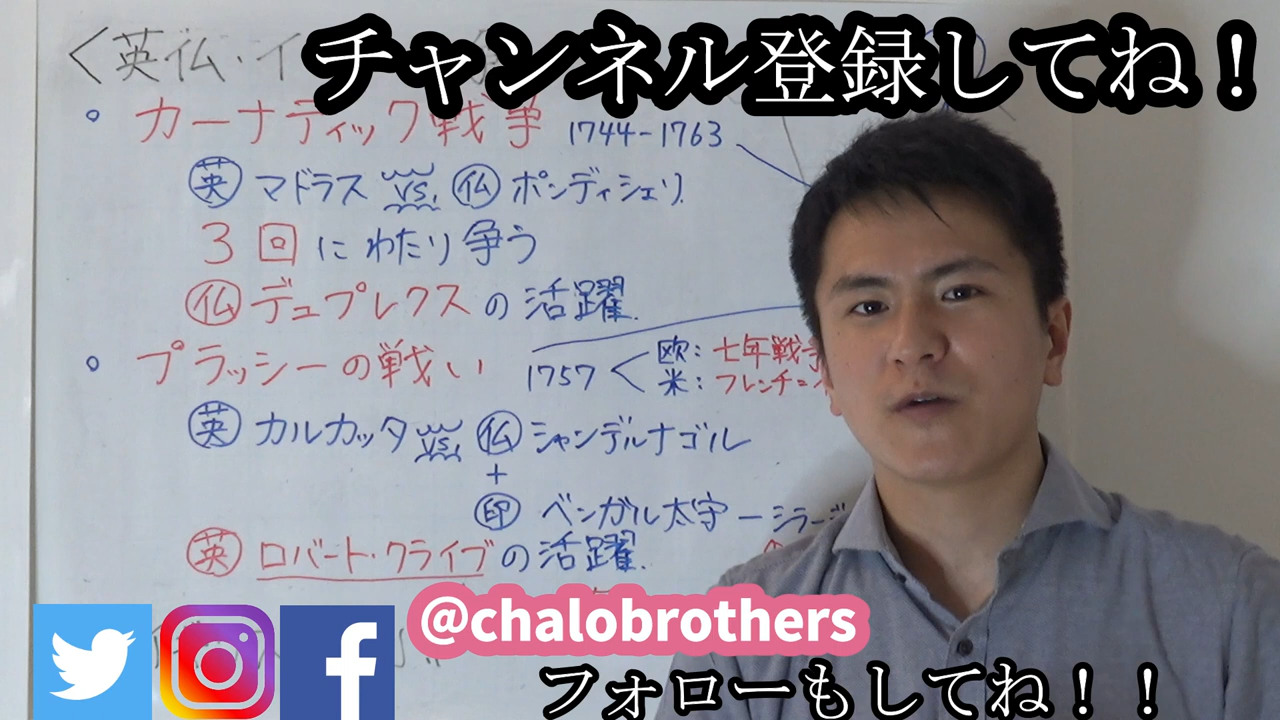 チャンネル登録してね！
＜英仏・イ
・カーナティック戦争 1744-1763
英 マドラス VS. 仏 ポンディシェリ.
3回にわたり争う
仏 デュプレクスの活躍.
・プラッシーの戦い 1757 < 欧: 七年戦争
米: フレンチ=
英 カルカッタ VS. 仏 シャンデルナゴル
+
印 ベンガル太守 ー シラージ
英 ロバート・クライブの活躍.
@chalobrothers
フォローもしてね！！